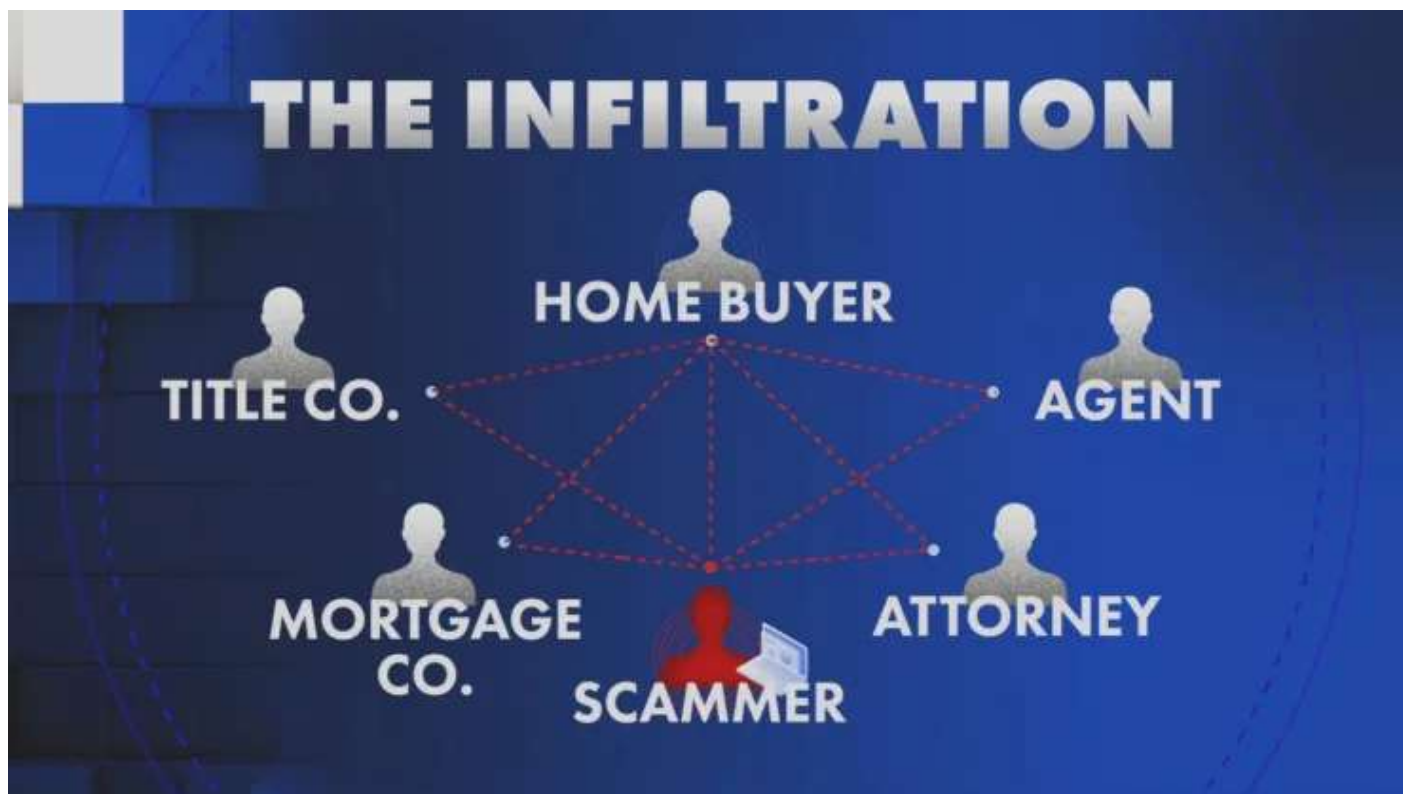 THE INFILTRATION
HOME BUYER
TITLE CO.
AGENT
MORTGAGE
CO.
ATTORNEY
SCAMMER